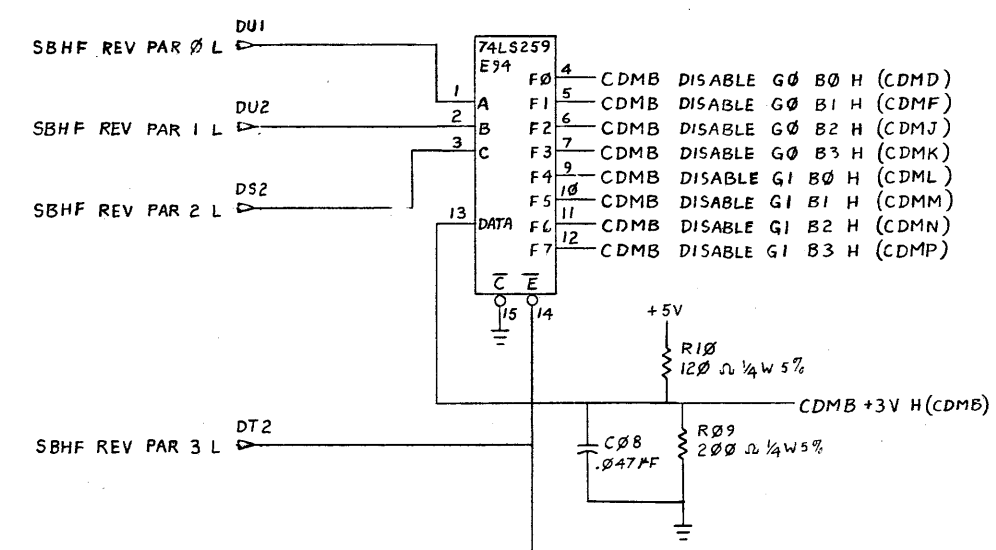 DU1
SBHF REV PAR Ø L
74LS259
E94
FØ 4 CDMB DISABLE GØ BØ H (CDMD)
1 A F1 5 CDMB DISABLE GØ B1 H (CDMF)
DU2
SBHF REV PAR 1 L
2 B F2 6 CDMB DISABLE GØ B2 H (CDMJ)
3 C F3 7 CDMB DISABLE GØ B3 H (CDMK)
F4 9 CDMB DISABLE G1 BØ H (CDML)
DS2
SBHF REV PAR 2 L
F5 1Ø CDMB DISABLE G1 B1 H (CDMM)
13 DATA F6 11 CDMB DISABLE G1 B2 H (CDMN)
F7 12 CDMB DISABLE G1 B3 H (CDMP)
C̅ E̅
15 14
+5V
R1Ø
12Ø Ω ¼W 5%
CDMB +3V H (CDMB)
DT2
SBHF REV PAR 3 L
CØ8
.Ø47µF
RØ9
2ØØ Ω ¼W 5%